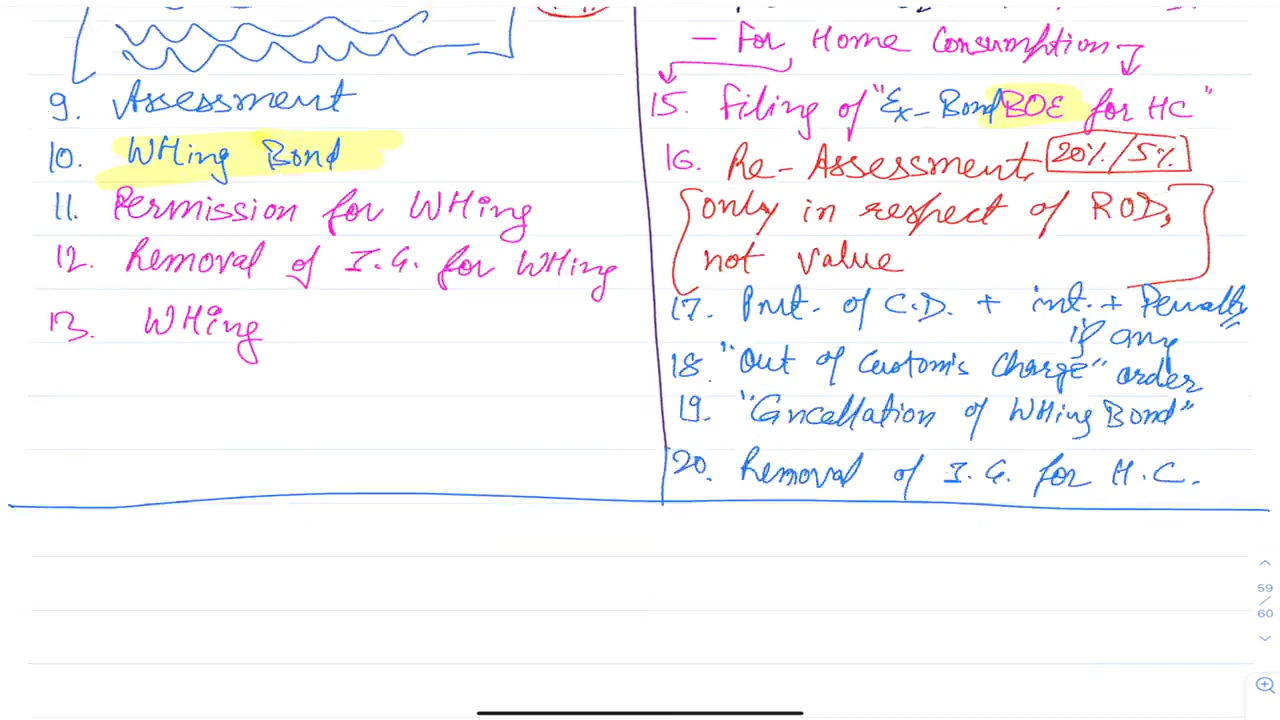 9. Assessment
10. WHing Bond
11. Permission for WHing
12. Removal of I.G. for WHing
13. WHing
- For Home Consumption
15. Filing of "Ex-Bond BOE for HC"
16. Re-Assessment, 20%/5%
only in respect of ROD,
not value
17. Pmt. of C.D. + int. + Penalty
if any
18. "Out of Custom's Charge" order
19. "Cancellation of WHing Bond"
20. Removal of I.G. for H.C.
59
/
60